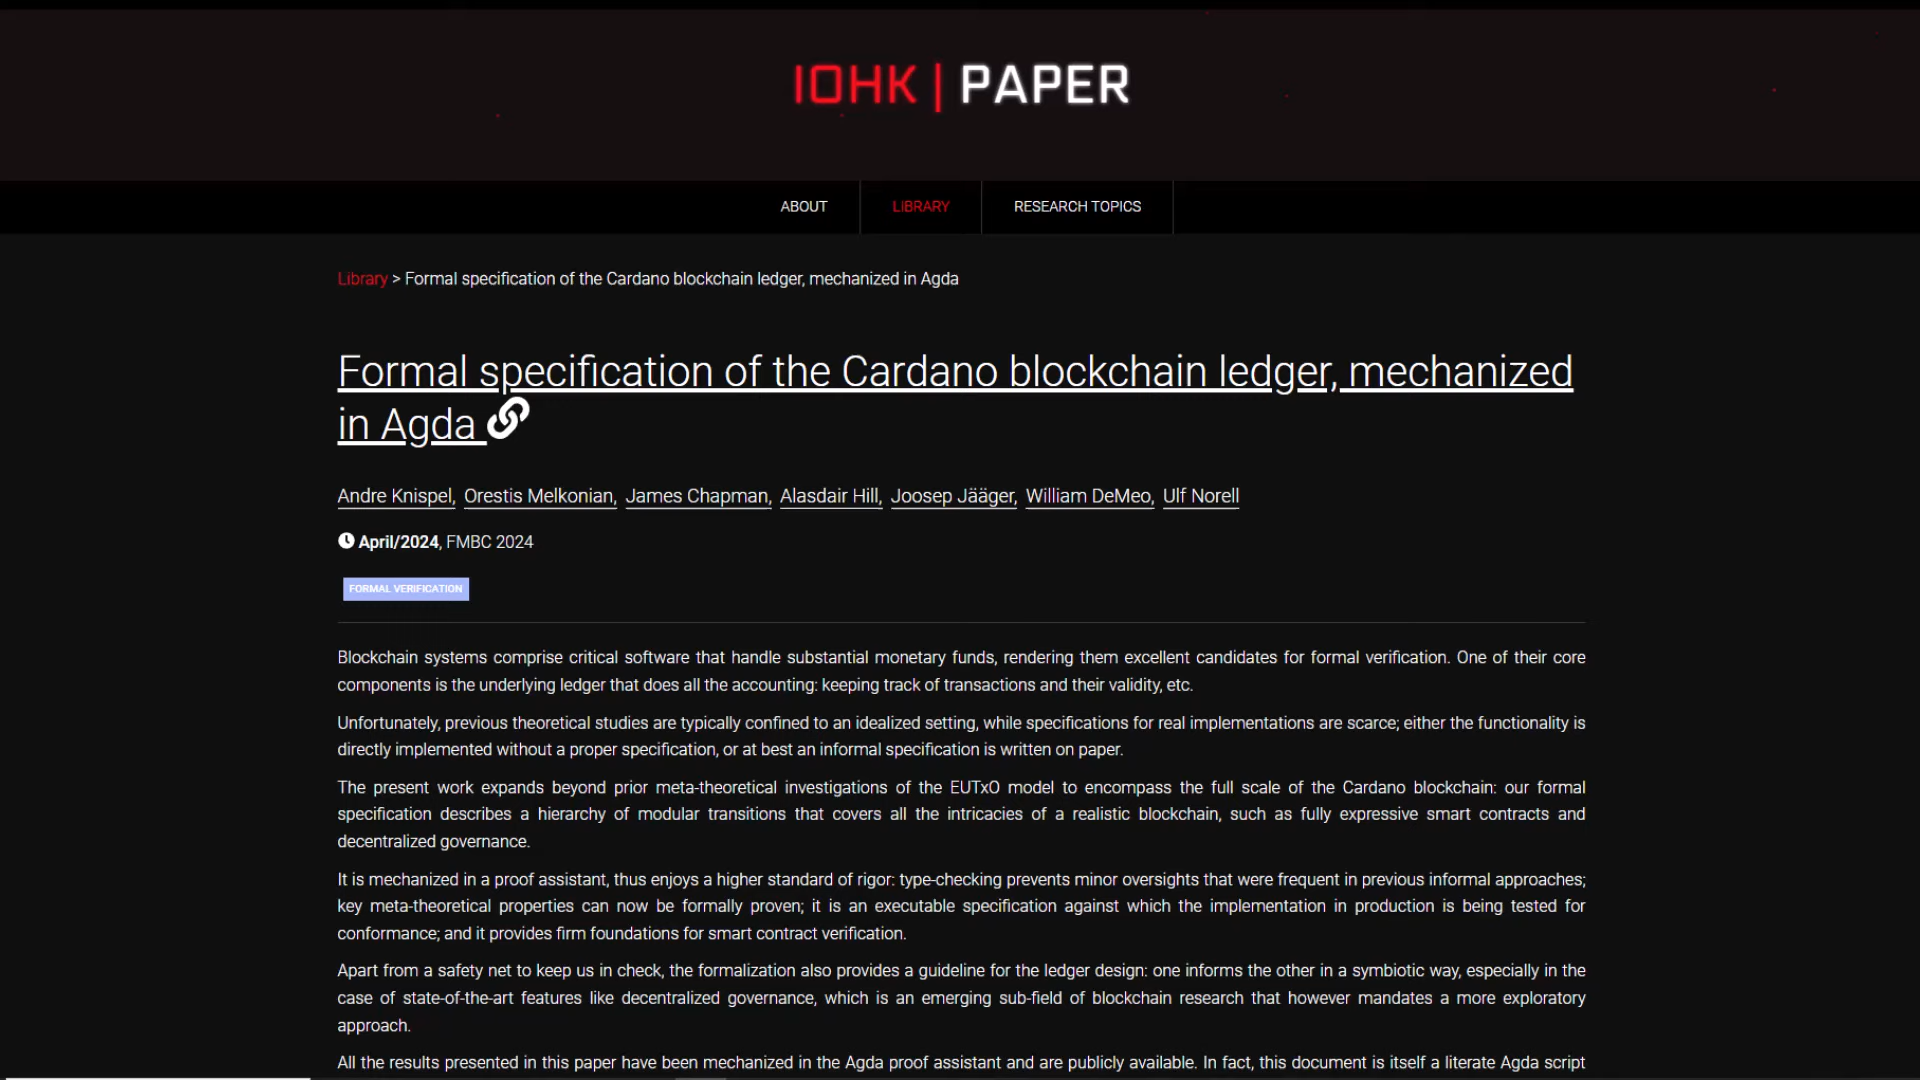 IOHK | PAPER
ABOUT
LIBRARY
RESEARCH TOPICS
Library > Formal specification of the Cardano blockchain ledger, mechanized in Agda
Formal specification of the Cardano blockchain ledger, mechanized
in Agda
Andre Knispel, Orestis Melkonian, James Chapman, Alasdair Hill, Joosep Jääger, William DeMeo, Ulf Norell
April/2024, FMBC 2024
FORMAL VERIFICATION
Blockchain systems comprise critical software that handle substantial monetary funds, rendering them excellent candidates for formal verification. One of their core
components is the underlying ledger that does all the accounting: keeping track of transactions and their validity, etc.
Unfortunately, previous theoretical studies are typically confined to an idealized setting, while specifications for real implementations are scarce; either the functionality is
directly implemented without a proper specification, or at best an informal specification is written on paper.
The present work expands beyond prior meta-theoretical investigations of the EUTxO model to encompass the full scale of the Cardano blockchain: our formal
specification describes a hierarchy of modular transitions that covers all the intricacies of a realistic blockchain, such as fully expressive smart contracts and
decentralized governance.
It is mechanized in a proof assistant, thus enjoys a higher standard of rigor: type-checking prevents minor oversights that were frequent in previous informal approaches;
key meta-theoretical properties can now be formally proven; it is an executable specification against which the implementation in production is being tested for
conformance; and it provides firm foundations for smart contract verification.
Apart from a safety net to keep us in check, the formalization also provides a guideline for the ledger design: one informs the other in a symbiotic way, especially in the
case of state-of-the-art features like decentralized governance, which is an emerging sub-field of blockchain research that however mandates a more exploratory
approach.
All the results presented in this paper have been mechanized in the Agda proof assistant and are publicly available. In fact, this document is itself a literate Agda script